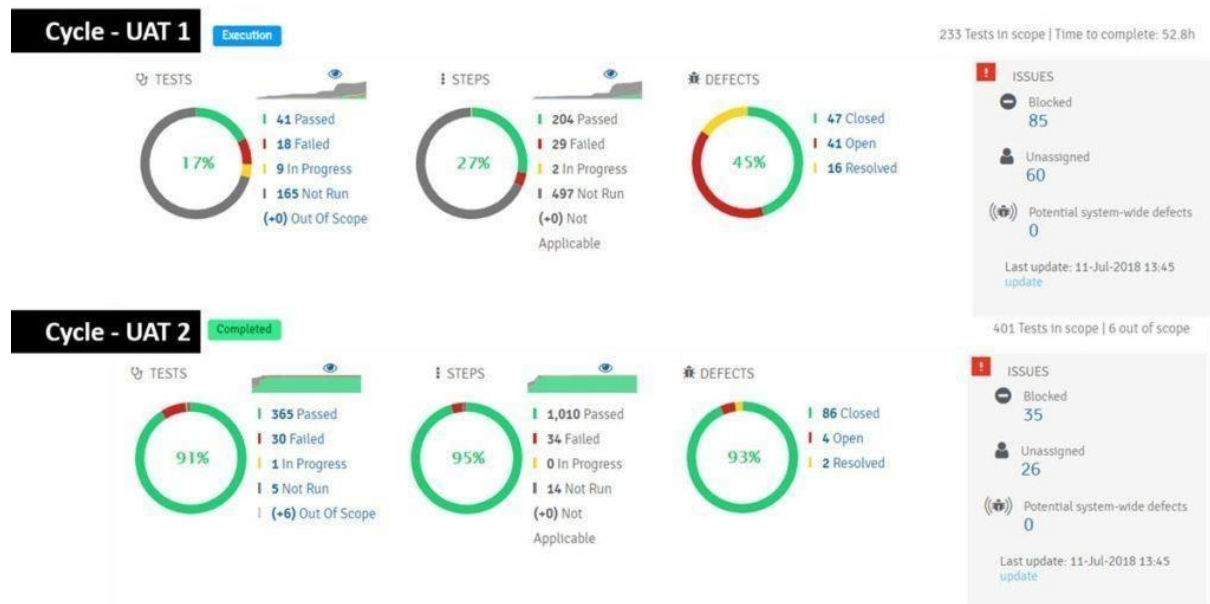 Cycle - UAT 1
Execution
233 Tests in scope | Time to complete: 52.8h
TESTS
17%
41 Passed
18 Failed
9 In Progress
165 Not Run
(+0) Out Of Scope
STEPS
27%
204 Passed
29 Failed
2 In Progress
497 Not Run
(+0) Not
Applicable
DEFECTS
45%
47 Closed
41 Open
16 Resolved
! ISSUES
Blocked
85
Unassigned
60
Potential system-wide defects
0
Last update: 11-Jul-2018 13:45
update
Cycle - UAT 2
Completed
401 Tests in scope | 6 out of scope
TESTS
91%
365 Passed
30 Failed
1 In Progress
5 Not Run
(+6) Out Of Scope
STEPS
95%
1,010 Passed
34 Failed
0 In Progress
14 Not Run
(+0) Not
Applicable
DEFECTS
93%
86 Closed
4 Open
2 Resolved
! ISSUES
Blocked
35
Unassigned
26
Potential system-wide defects
0
Last update: 11-Jul-2018 13:45
update